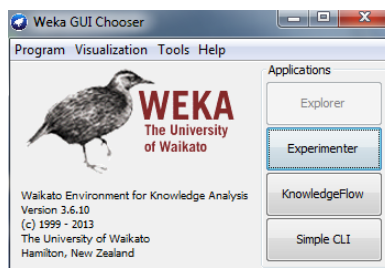 Weka GUI Chooser
Program Visualization Tools Help
Applications
WEKA
The University
of Waikato
Explorer
Experimenter
KnowledgeFlow
Simple CLI
Waikato Environment for Knowledge Analysis
Version 3.6.10
(c) 1999 - 2013
The University of Waikato
Hamilton, New Zealand